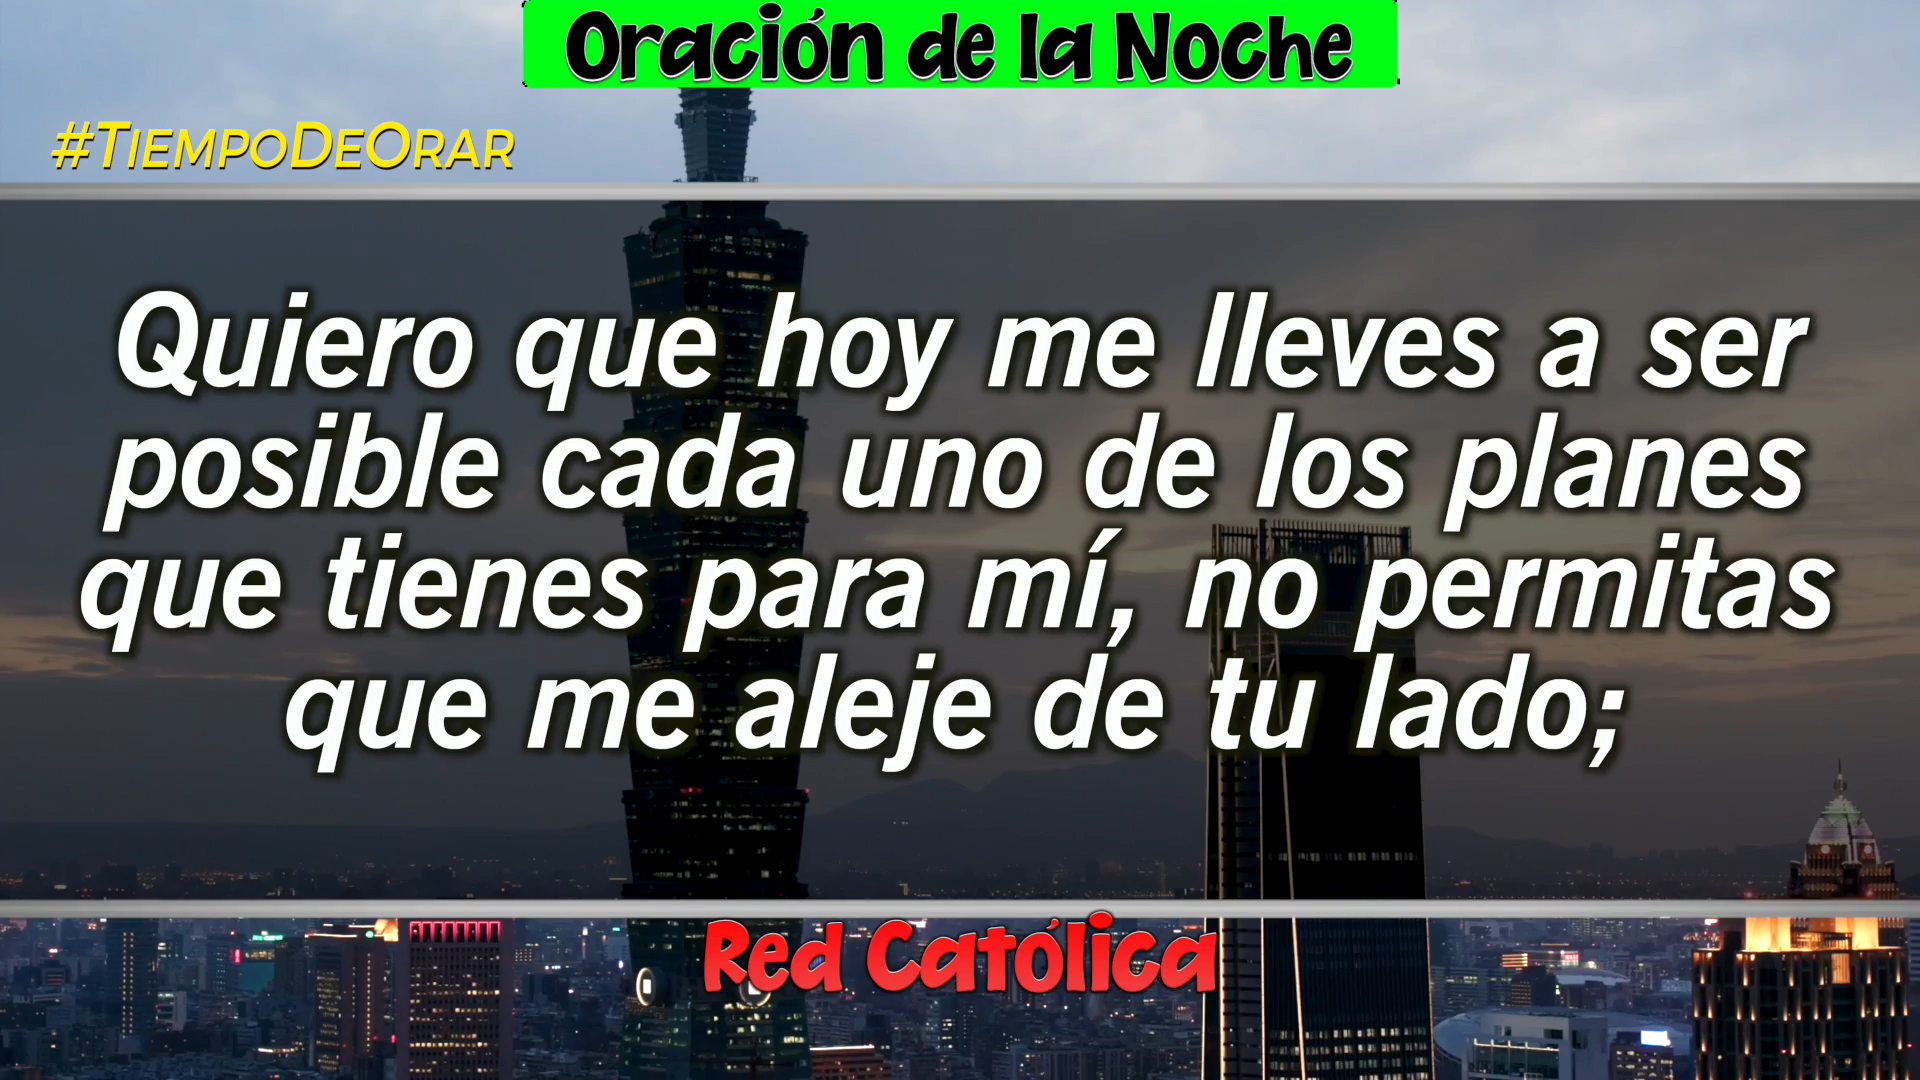 Oración de la Noche
#TiempoDeOrar
Quiero que hoy me lleves a ser
posible cada uno de los planes
que tienes para mí, no permitas
que me aleje de tu lado;
Red Católica